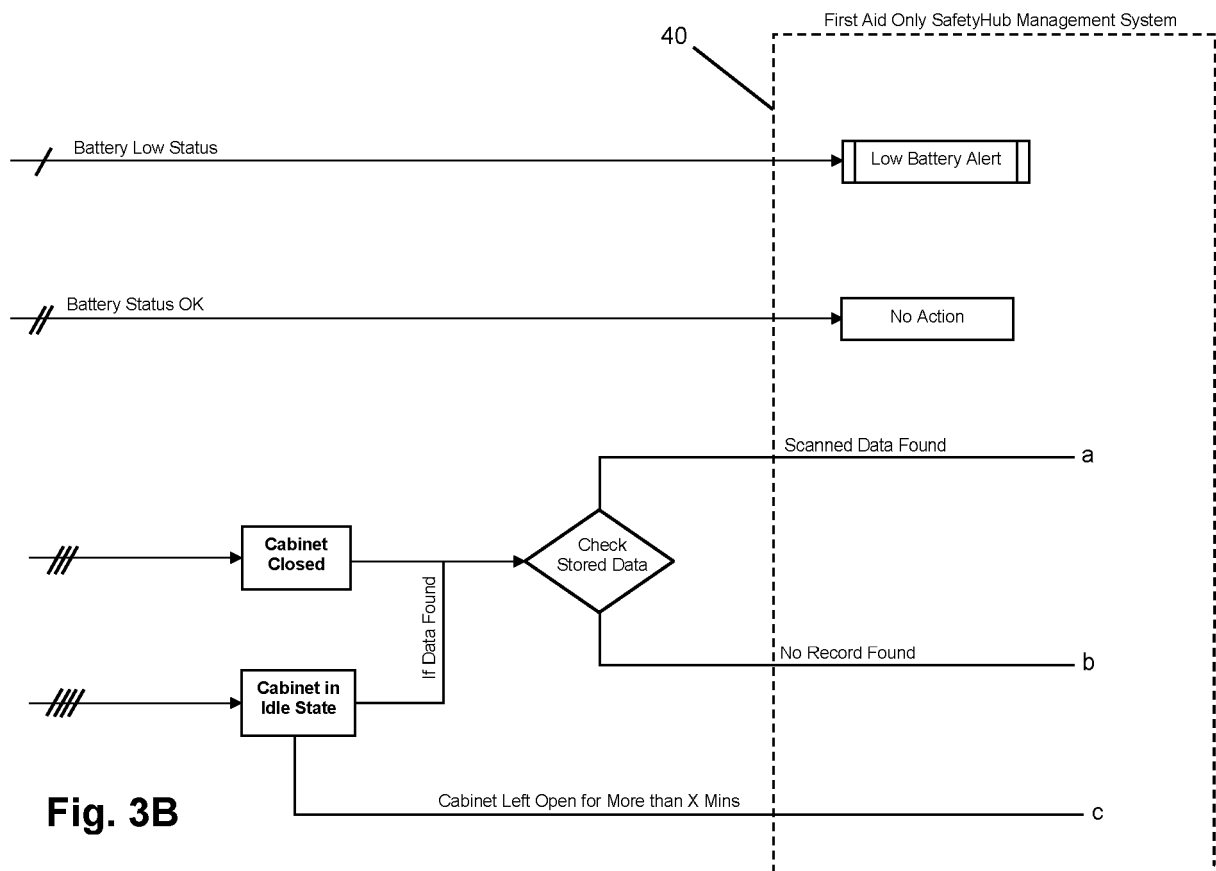 First Aid Only SafetyHub Management System
40
Battery Low Status
Low Battery Alert
Battery Status OK
No Action
Scanned Data Found
a
Cabinet
Closed
Check
Stored Data
If Data Found
No Record Found
b
Cabinet in
Idle State
Cabinet Left Open for More than X Mins
c
Fig. 3B